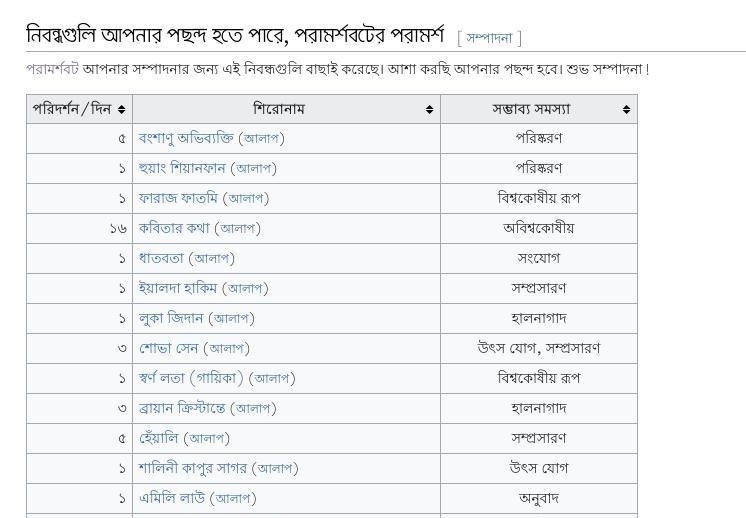 নিবন্ধগুলি আপনার পছন্দ হতে পারে, পরামর্শবটের পরামর্শ [ সম্পাদনা ]
পরামর্শবট আপনার সম্পাদনার জন্য এই নিবন্ধগুলি বাছাই করেছে। আশা করছি আপনার পছন্দ হবে। শুভ সম্পাদনা!
পরিদর্শন/দিন শিরোনাম সম্ভাব্য সমস্যা
৫ বংশাণু অভিব্যক্তি (আলাপ) পরিষ্করণ
১ হুয়াং শিয়ানফান (আলাপ) পরিষ্করণ
১ ফারাজ ফাতমি (আলাপ) বিশ্বকোষীয় রূপ
১৬ কবিতার কথা (আলাপ) অবিশ্বকোষীয়
১ ধাতবতা (আলাপ) সংযোগ
১ ইয়ালদা হাকিম (আলাপ) সম্প্রসারণ
১ লুকা জিদান (আলাপ) হালনাগাদ
৩ শোভা সেন (আলাপ) উৎস যোগ, সম্প্রসারণ
১ স্বর্ণ লতা (গায়িকা) (আলাপ) বিশ্বকোষীয় রূপ
৩ ব্রায়ান ক্রিস্টান্তে (আলাপ) হালনাগাদ
৫ হেঁয়ালি (আলাপ) সম্প্রসারণ
১ শালিনী কাপুর সাগর (আলাপ) উৎস যোগ
১ এমিলি লাউ (আলাপ) অনুবাদ